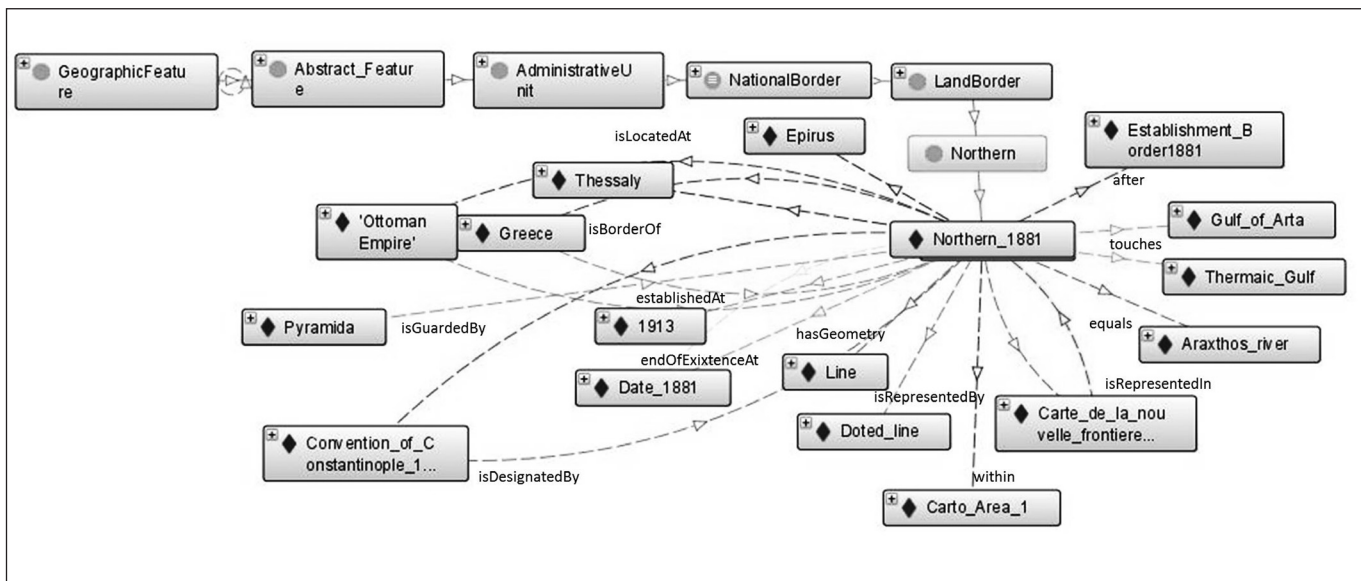 GeographicFeatu
re
Abstract_Featur
e
AdministrativeU
nit
NationalBorder
LandBorder
isLocatedAt
Epirus
Establishment_B
order1881
Northern
Thessaly
after
'Ottoman
Empire'
Greece
isBorderOf
Northern_1881
Gulf_of_Arta
touches
Thermaic_Gulf
establishedAt
Pyramida
isGuardedBy
1913
hasGeometry
equals
Araxthos_river
endOfExixtenceAt
Date_1881
Line
isRepresentedBy
isRepresentedIn
Doted_line
Carte_de_la_nou
velle_frontiere...
Convention_of_C
onstantinople_1...
isDesignatedBy
within
Carto_Area_1